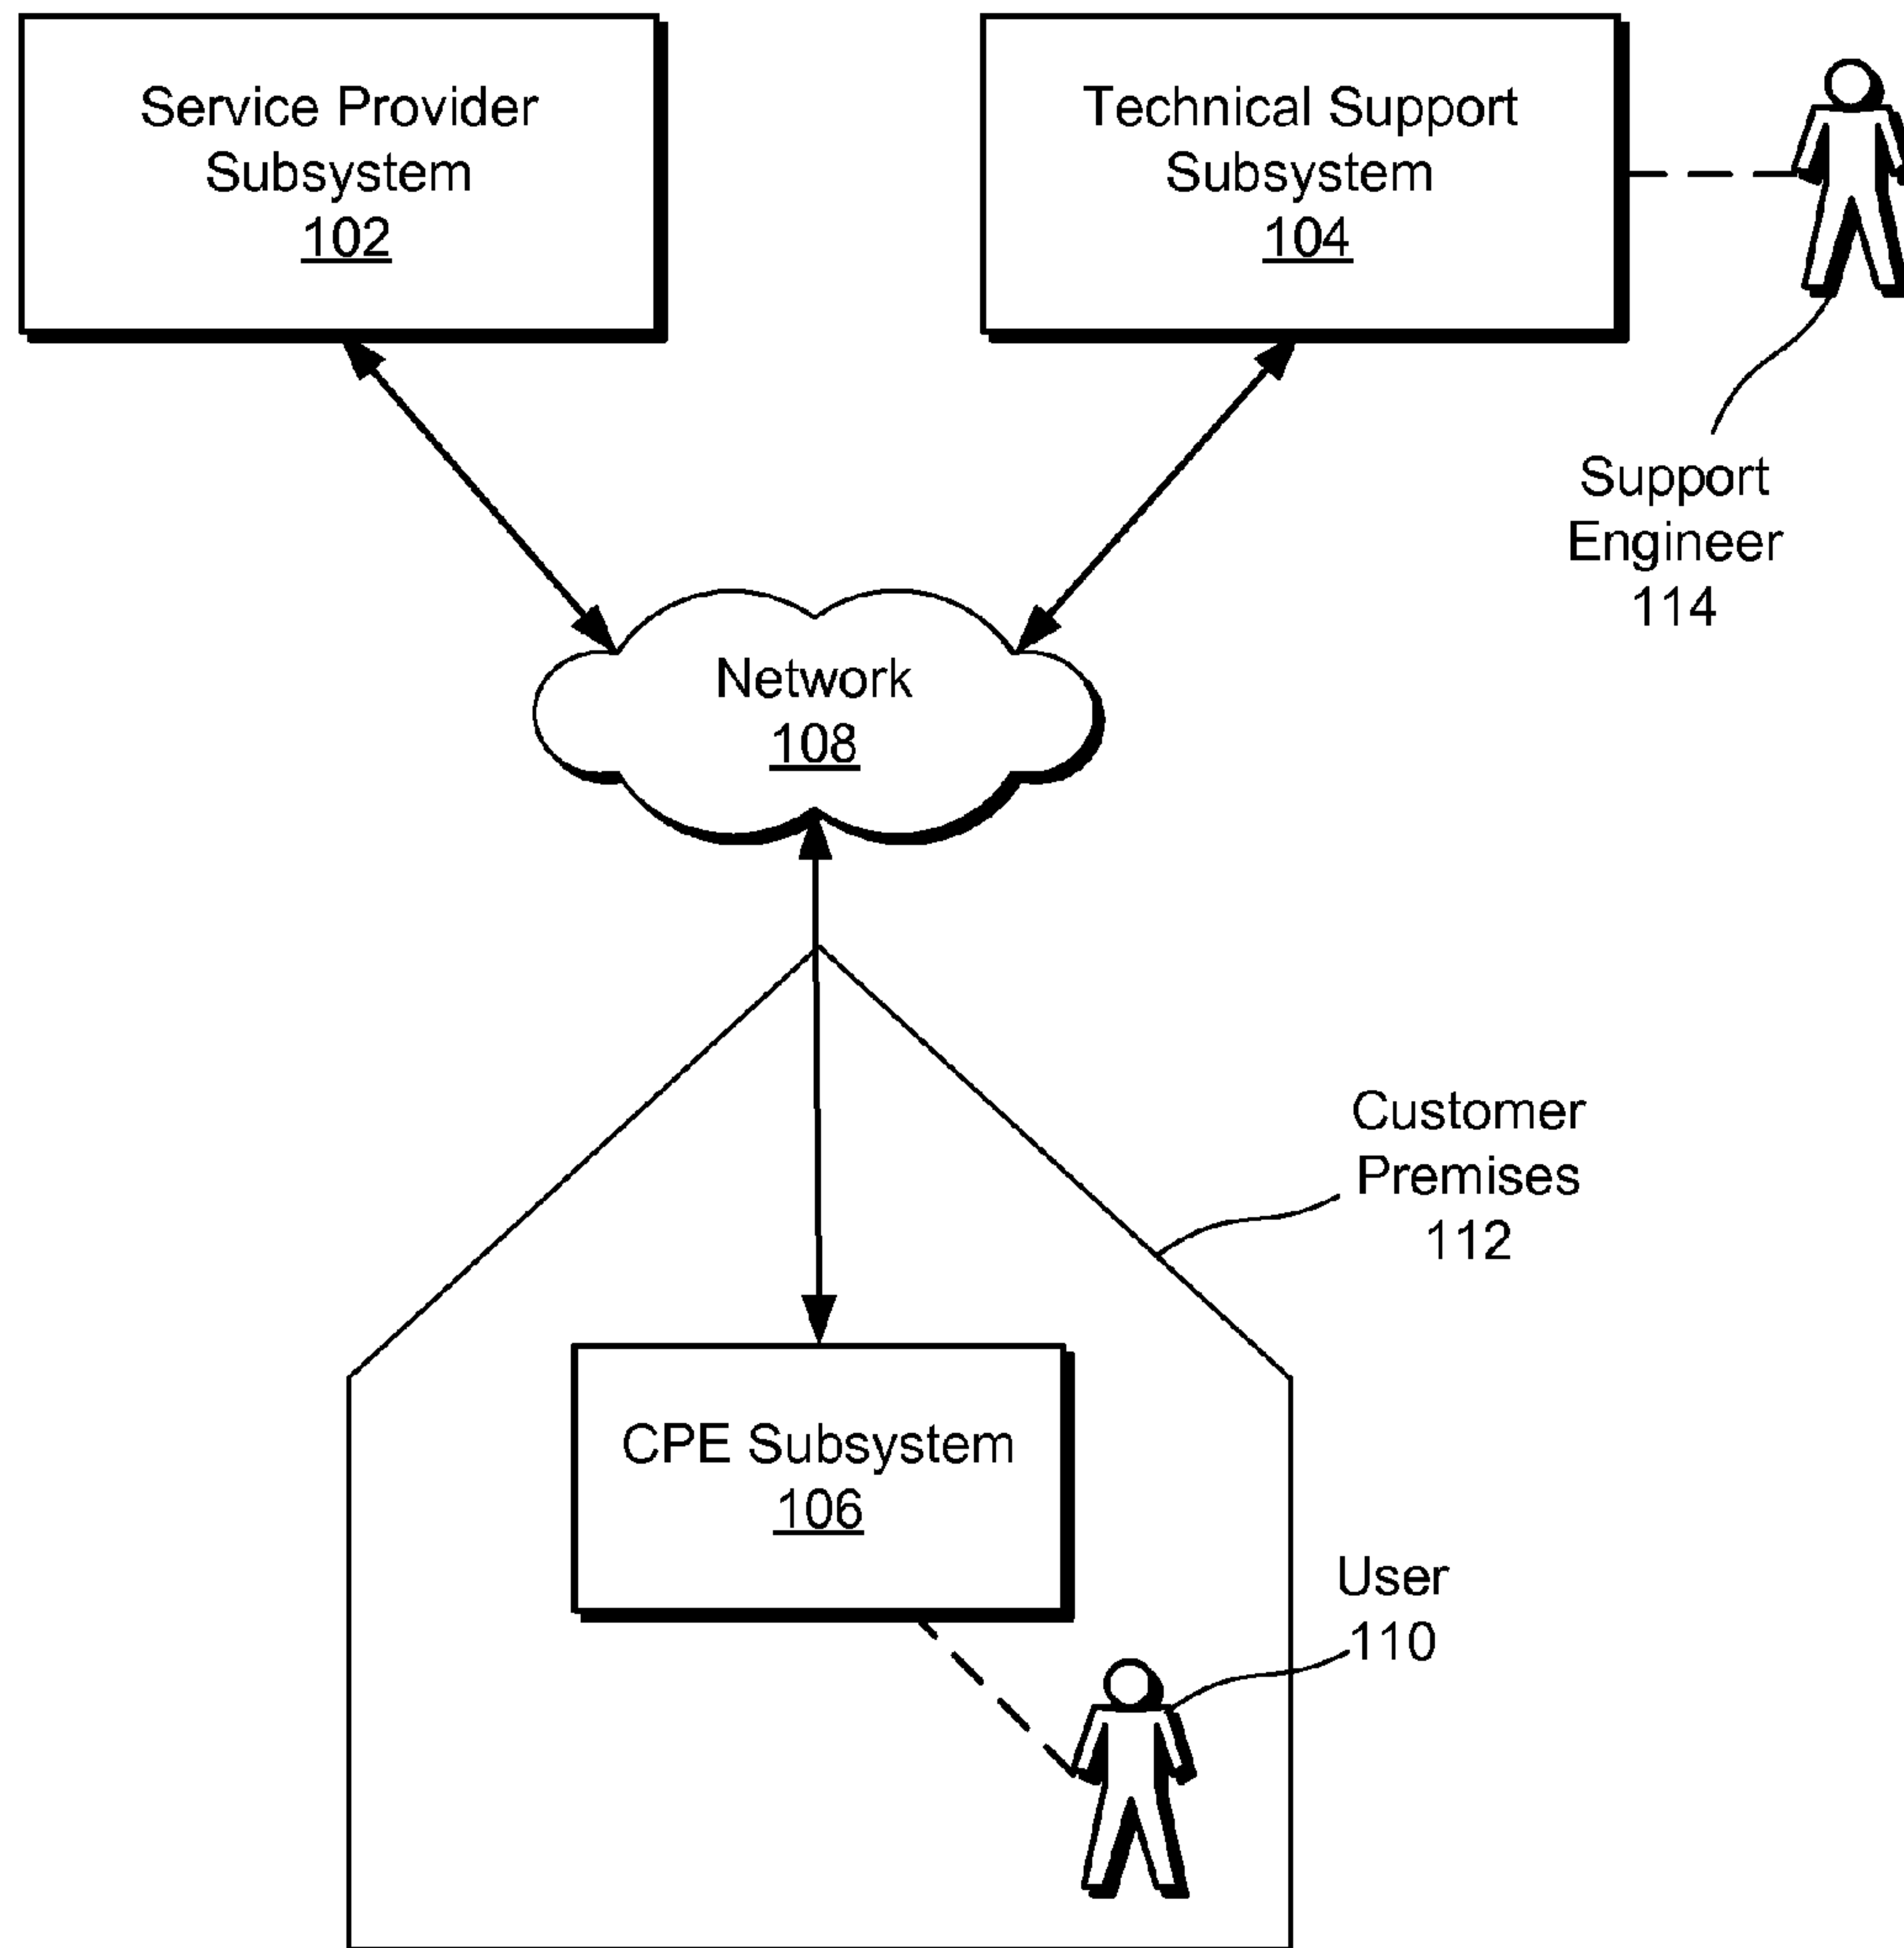 Service Provider
Subsystem
102
Technical Support
Subsystem
104
Support
Engineer
114
Network
108
Customer
Premises
112
CPE Subsystem
106
User
110